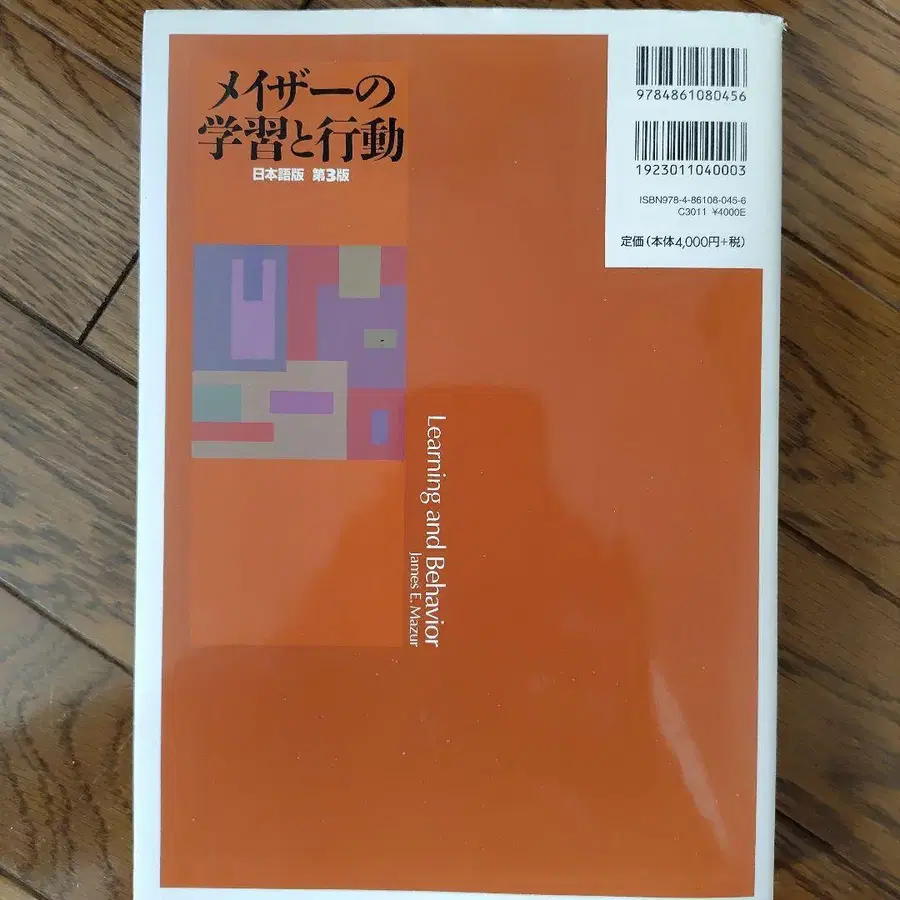 メイザーの
学習と行動
日本語版 第3版
9784861080456
1923011040003
ISBN978-4-86108-045-6
C3011 ¥4000E
定価(本体4,000円+税)
Learning and Behavior
James E. Mazur